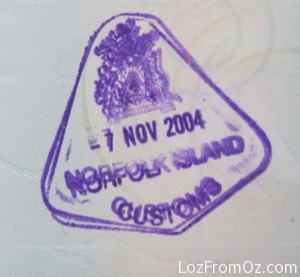 - 7 NOV 2004
NORFOLK ISLAND
CUSTOMS
LozFromOz.com